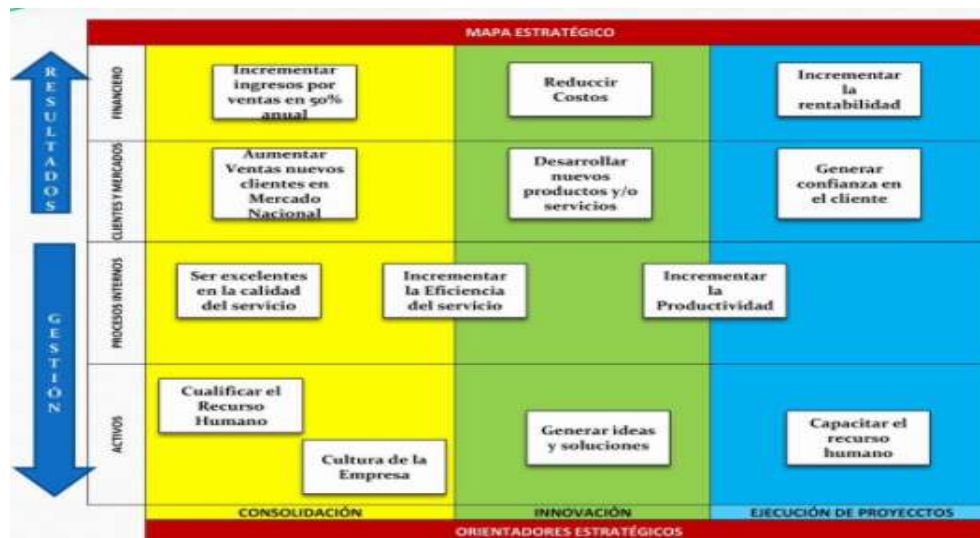 MAPA ESTRATÉGICO
RESULTADOS
FINANCIERO
Incrementar
ingresos por
ventas en 50%
anual
Reduccir
Costos
Incrementar
la
rentabilidad
CLIENTES Y MERCADOS
Aumentar
Ventas nuevos
clientes en
Mercado
Nacional
Desarrollar
nuevos
productos y/o
servicios
Generar
confianza en
el cliente
GESTIÓN
PROCESOS INTERNOS
Ser excelentes
en la calidad
del servicio
Incrementar
la Eficiencia
del servicio
Incrementar
la
Productividad
ACTIVOS
Cualificar el
Recurso
Humano
Cultura de la
Empresa
Generar ideas
y soluciones
Capacitar el
recurso
humano
CONSOLIDACIÓN
INNOVACIÓN
EJECUCIÓN DE PROYECCTOS
ORIENTADORES ESTRATÉGICOS